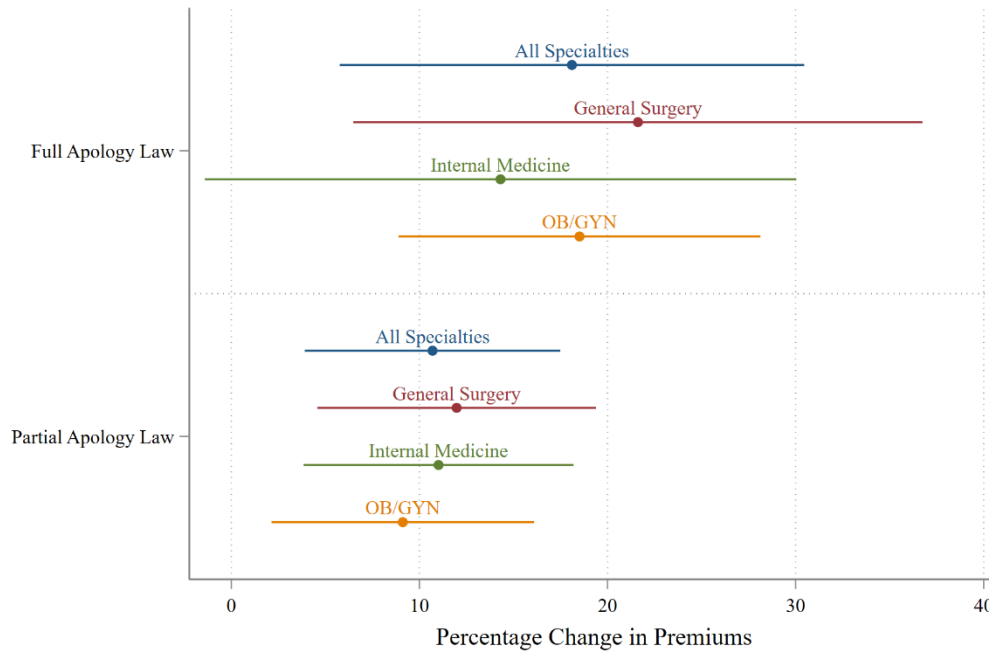 All Specialties
General Surgery
Full Apology Law
Internal Medicine
OB/GYN
All Specialties
General Surgery
Partial Apology Law
Internal Medicine
OB/GYN
0 10 20 30 40
Percentage Change in Premiums